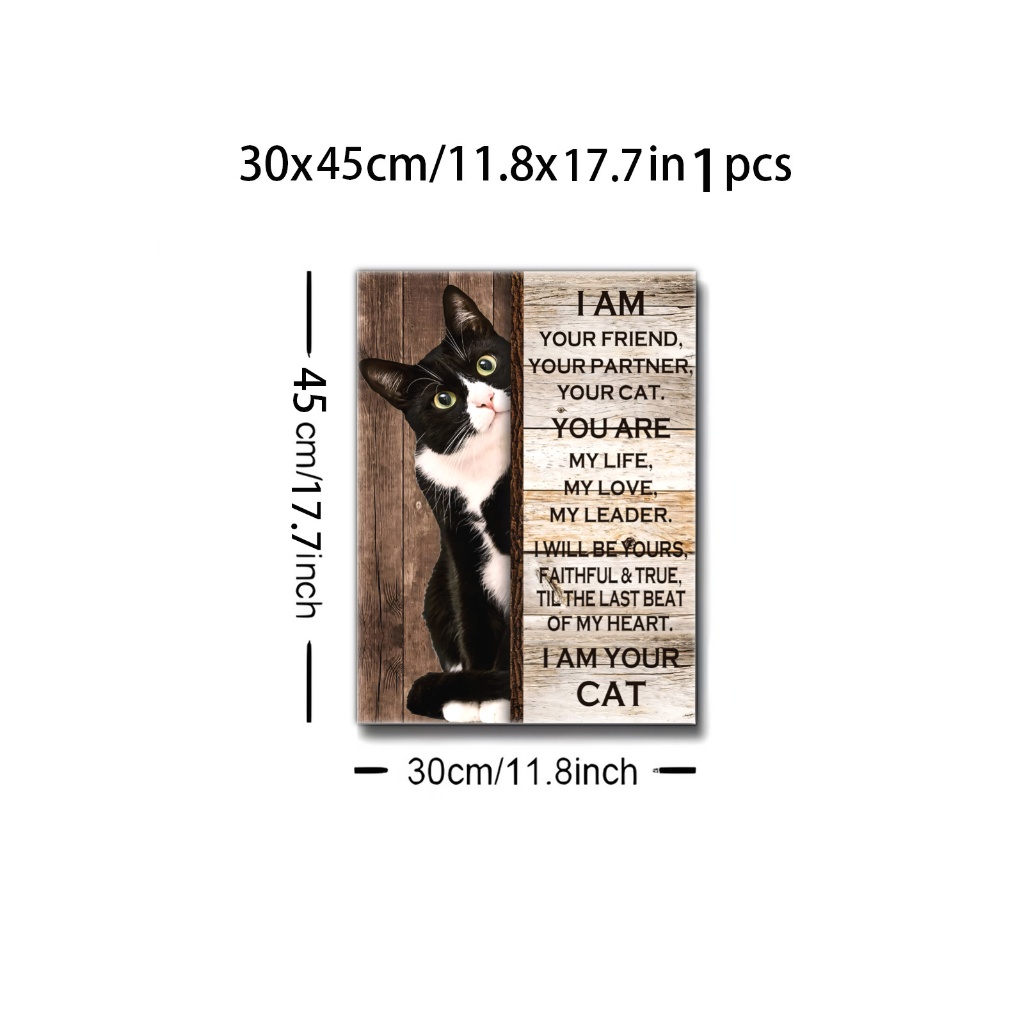 30x45cm/11.8x17.7in 1 pcs
45cm/17.7inch
I AM
YOUR FRIEND,
YOUR PARTNER,
YOUR CAT.
YOU ARE
MY LIFE,
MY LOVE,
MY LEADER.
I WILL BE YOURS,
FAITHFUL & TRUE,
TIL THE LAST BEAT
OF MY HEART.
I AM YOUR
CAT
30cm/11.8inch